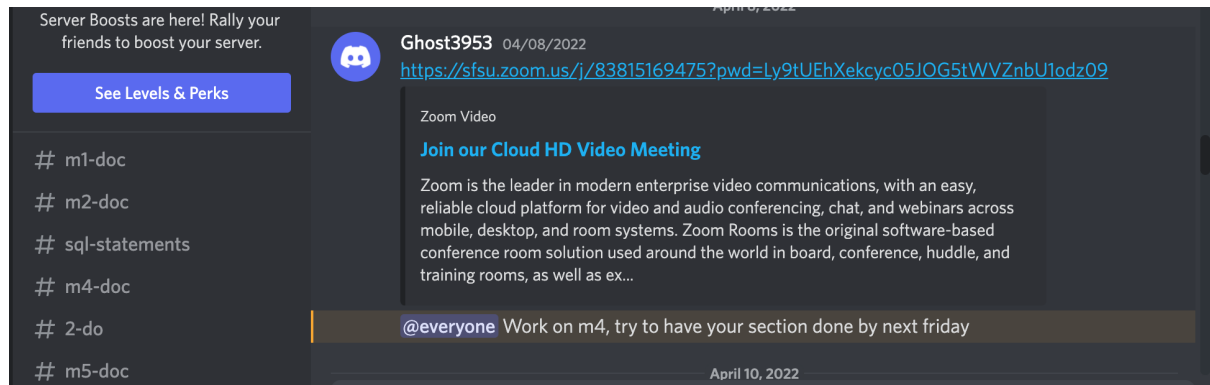 Server Boosts are here! Rally your
friends to boost your server.
See Levels & Perks
# m1-doc
# m2-doc
# sql-statements
# m4-doc
# 2-do
# m5-doc
April 8, 2022
Ghost3953 04/08/2022
https://sfsu.zoom.us/j/83815169475?pwd=Ly9tUEhXekcyc05JOG5tWVZnbU1odz09
Zoom Video
Join our Cloud HD Video Meeting
Zoom is the leader in modern enterprise video communications, with an easy,
reliable cloud platform for video and audio conferencing, chat, and webinars across
mobile, desktop, and room systems. Zoom Rooms is the original software-based
conference room solution used around the world in board, conference, huddle, and
training rooms, as well as ex...
@everyone Work on m4, try to have your section done by next friday
April 10, 2022